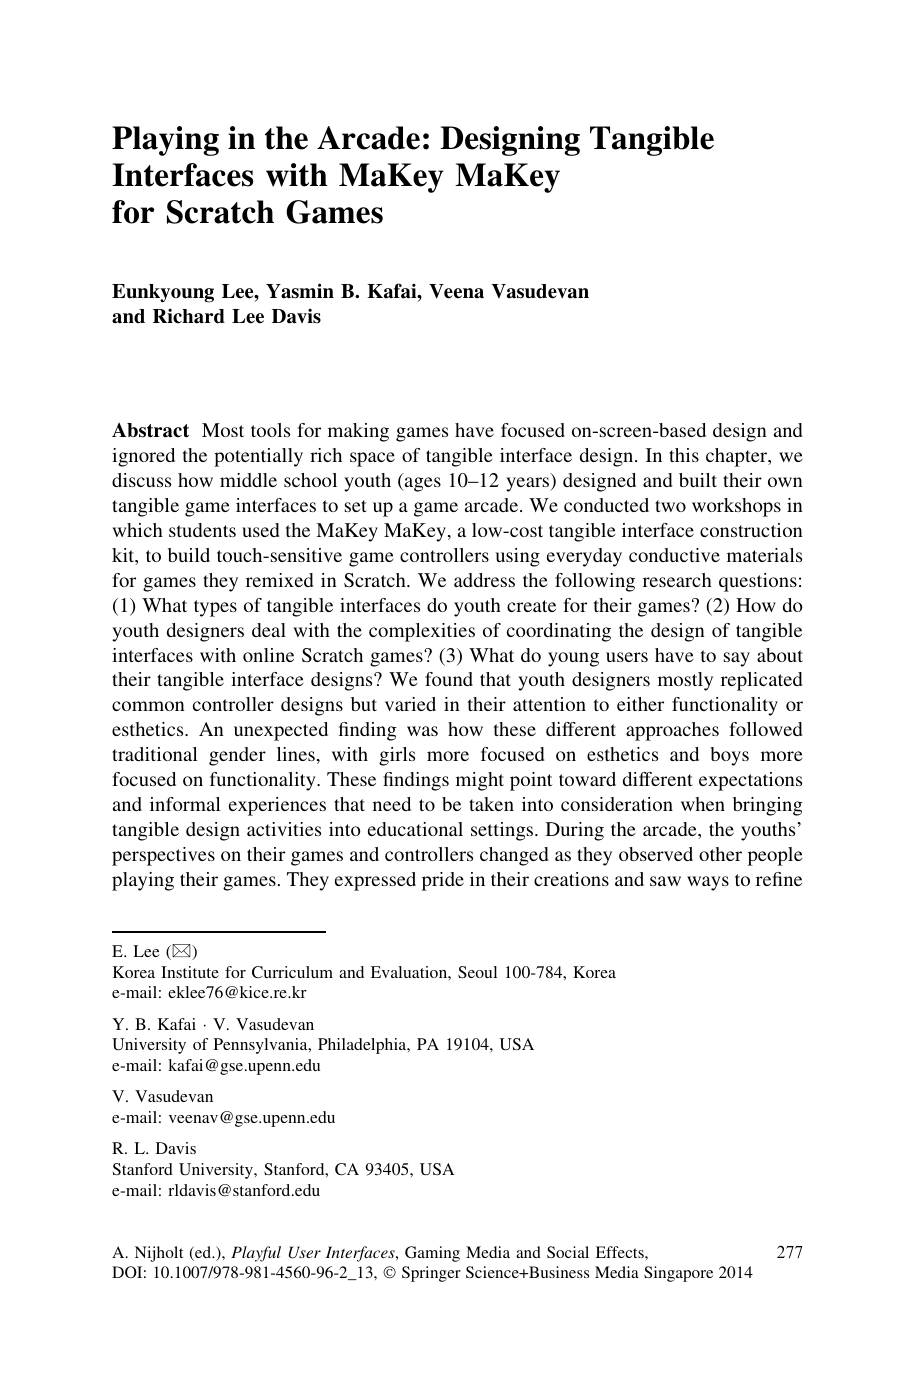 Playing in the Arcade: Designing Tangible
Interfaces with MaKey MaKey
for Scratch Games
Eunkyoung Lee, Yasmin B. Kafai, Veena Vasudevan
and Richard Lee Davis
Abstract Most tools for making games have focused on-screen-based design and
ignored the potentially rich space of tangible interface design. In this chapter, we
discuss how middle school youth (ages 10–12 years) designed and built their own
tangible game interfaces to set up a game arcade. We conducted two workshops in
which students used the MaKey MaKey, a low-cost tangible interface construction
kit, to build touch-sensitive game controllers using everyday conductive materials
for games they remixed in Scratch. We address the following research questions:
(1) What types of tangible interfaces do youth create for their games? (2) How do
youth designers deal with the complexities of coordinating the design of tangible
interfaces with online Scratch games? (3) What do young users have to say about
their tangible interface designs? We found that youth designers mostly replicated
common controller designs but varied in their attention to either functionality or
esthetics. An unexpected finding was how these different approaches followed
traditional gender lines, with girls more focused on esthetics and boys more
focused on functionality. These findings might point toward different expectations
and informal experiences that need to be taken into consideration when bringing
tangible design activities into educational settings. During the arcade, the youths’
perspectives on their games and controllers changed as they observed other people
playing their games. They expressed pride in their creations and saw ways to refine
E. Lee (✉)
Korea Institute for Curriculum and Evaluation, Seoul 100-784, Korea
e-mail: eklee76@kice.re.kr
Y. B. Kafai · V. Vasudevan
University of Pennsylvania, Philadelphia, PA 19104, USA
e-mail: kafai@gse.upenn.edu
V. Vasudevan
e-mail: veenav@gse.upenn.edu
R. L. Davis
Stanford University, Stanford, CA 93405, USA
e-mail: rldavis@stanford.edu
A. Nijholt (ed.), Playful User Interfaces, Gaming Media and Social Effects, 277
DOI: 10.1007/978-981-4560-96-2_13, © Springer Science+Business Media Singapore 2014